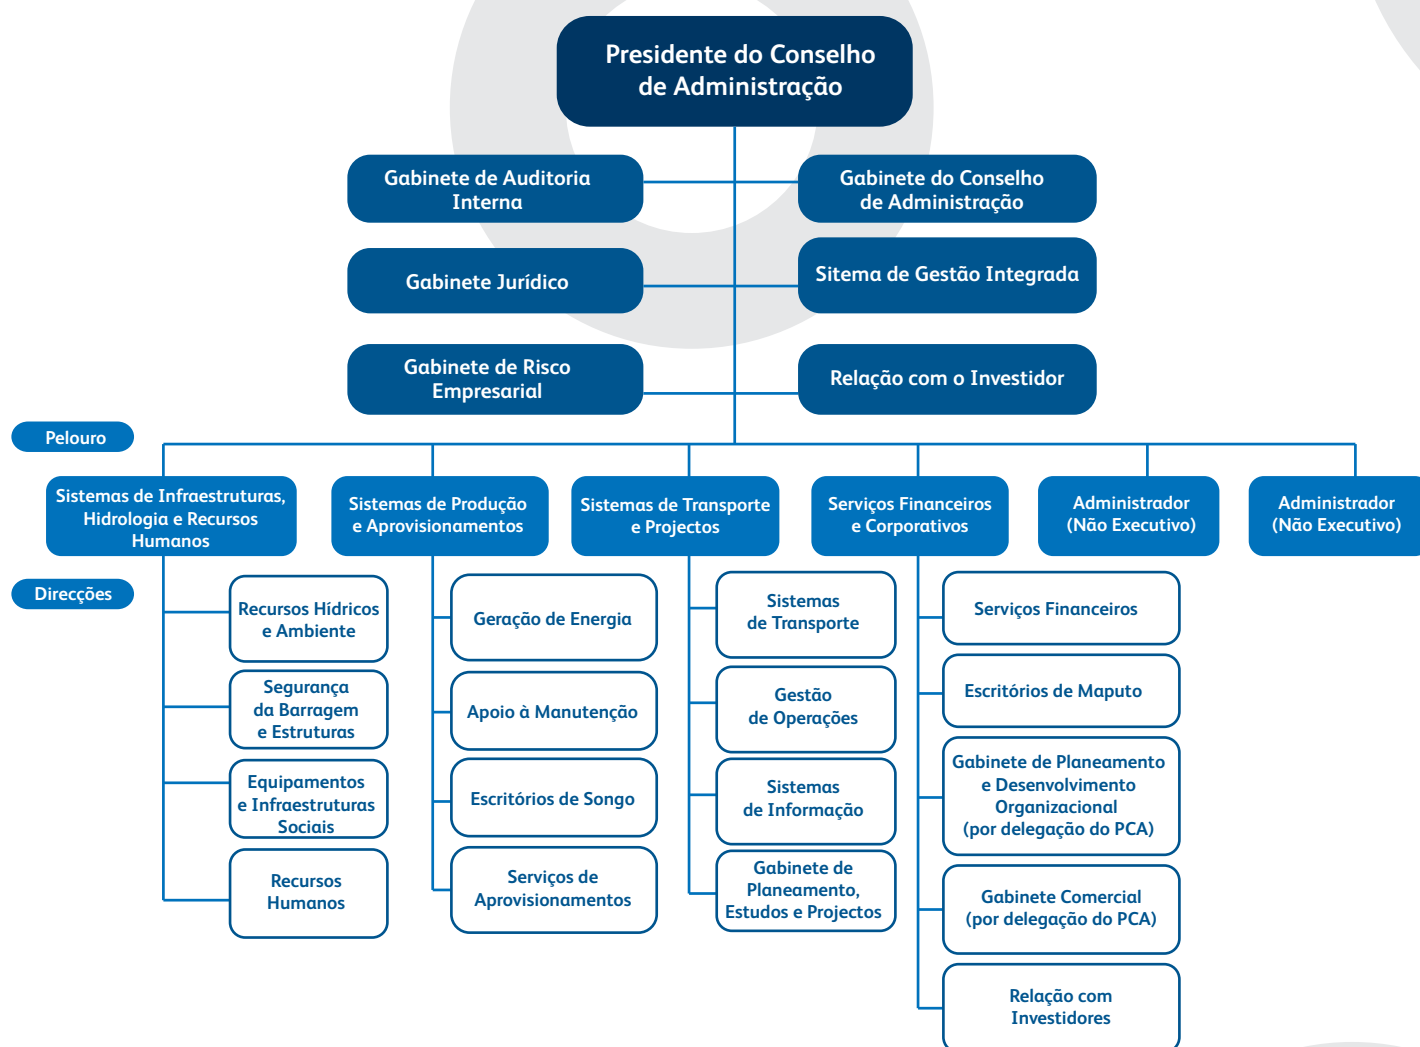 Presidente do Conselho
de Administração
Gabinete de Auditoria
Interna
Gabinete do Conselho
de Administração
Gabinete Jurídico
Sitema de Gestão Integrada
Gabinete de Risco
Empresarial
Relação com o Investidor
Pelouro
Sistemas de Infraestruturas,
Hidrologia e Recursos
Humanos
Sistemas de Produção
e Aprovisionamentos
Sistemas de Transporte
e Projectos
Serviços Financeiros
e Corporativos
Administrador
(Não Executivo)
Administrador
(Não Executivo)
Direcções
Recursos Hídricos
e Ambiente
Segurança
da Barragem
e Estruturas
Equipamentos
e Infraestruturas
Sociais
Recursos
Humanos
Geração de Energia
Apoio à Manutenção
Escritórios de Songo
Serviços de
Aprovisionamentos
Sistemas
de Transporte
Gestão
de Operações
Sistemas
de Informação
Gabinete de
Planeamento,
Estudos e Projectos
Serviços Financeiros
Escritórios de Maputo
Gabinete de Planeamento
e Desenvolvimento
Organizacional
(por delegação do PCA)
Gabinete Comercial
(por delegação do PCA)
Relação com
Investidores